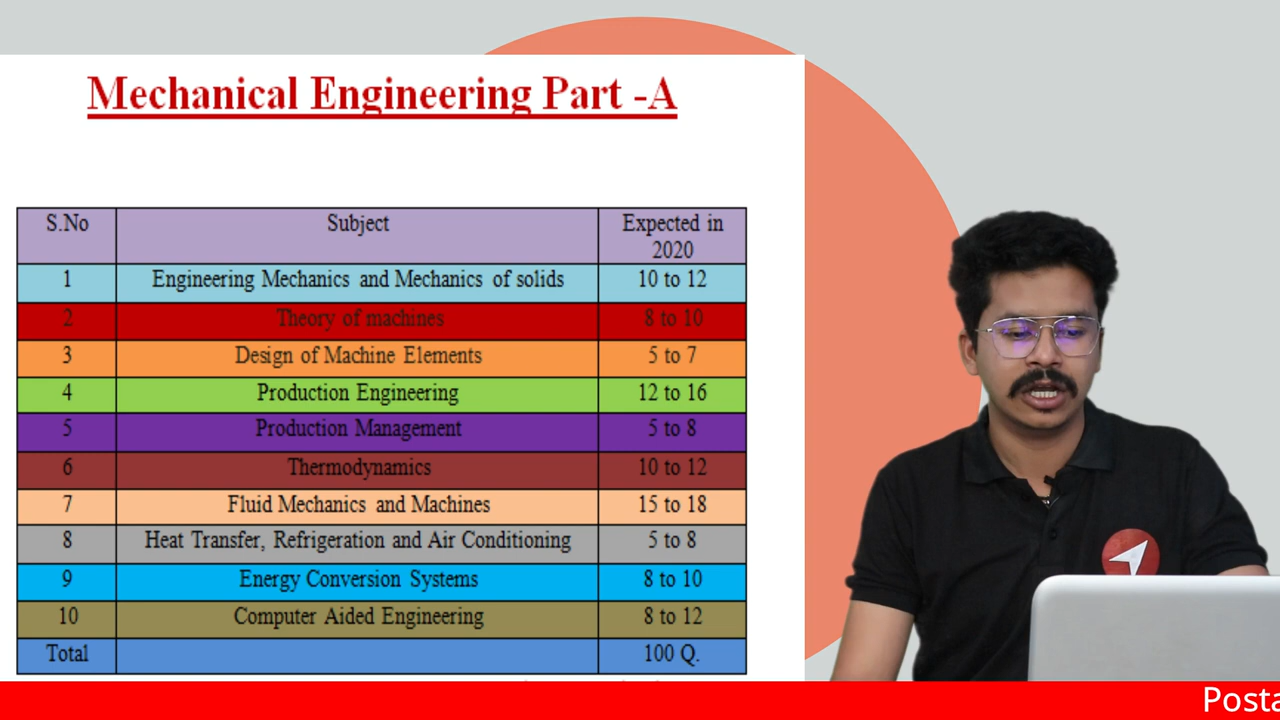 Mechanical Engineering Part -A
S.No Subject Expected in 2020
1 Engineering Mechanics and Mechanics of solids 10 to 12
2 Theory of machines 8 to 10
3 Design of Machine Elements 5 to 7
4 Production Engineering 12 to 16
5 Production Management 5 to 8
6 Thermodynamics 10 to 12
7 Fluid Mechanics and Machines 15 to 18
8 Heat Transfer, Refrigeration and Air Conditioning 5 to 8
9 Energy Conversion Systems 8 to 10
10 Computer Aided Engineering 8 to 12
Total 100 Q.